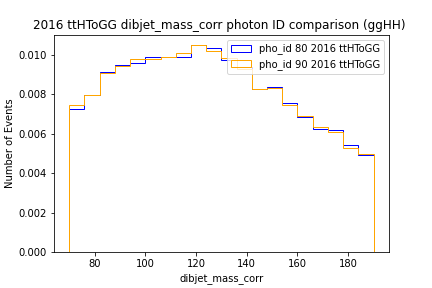 2016 ttHToGG dibjet_mass_corr photon ID comparison (ggHH)
pho_id 80 2016 ttHToGG
pho_id 90 2016 ttHToGG
Number of Events
0.010
0.008
0.006
0.004
0.002
0.000
80 100 120 140 160 180
dibjet_mass_corr